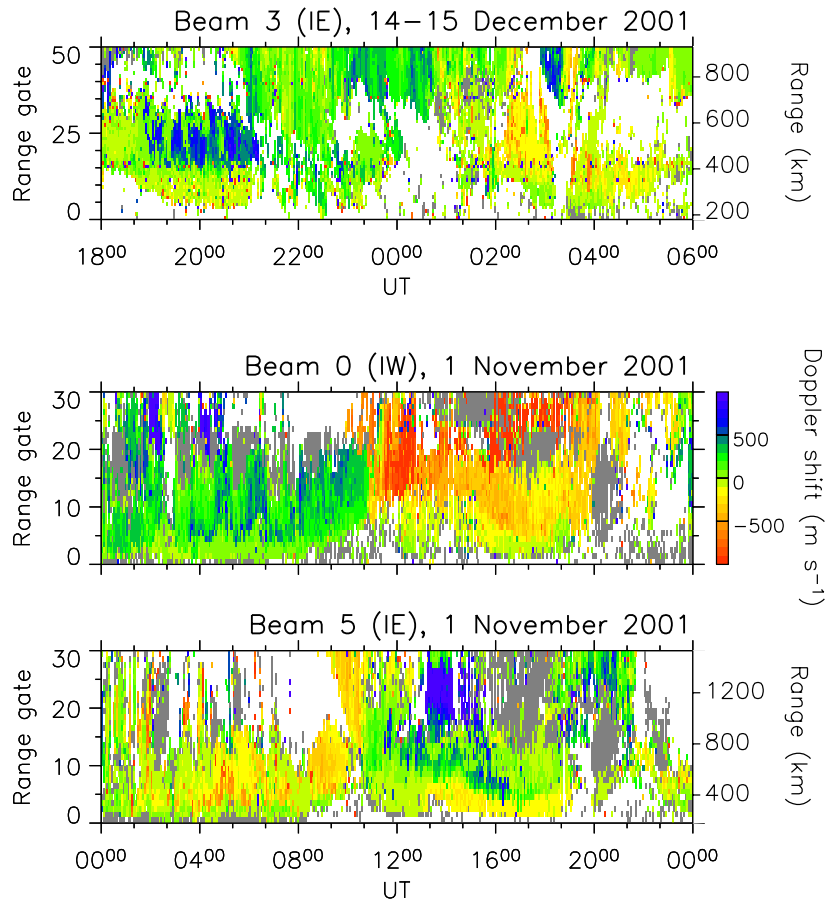 Beam 3 (IE), 14−15 December 2001
50
25
0
Range gate
800
600
400
200
Range (km)
18⁰⁰ 20⁰⁰ 22⁰⁰ 00⁰⁰ 02⁰⁰ 04⁰⁰ 06⁰⁰
UT
Beam 0 (IW), 1 November 2001
30
20
10
0
Range gate
500
0
−500
Doppler shift (m s⁻¹)
Beam 5 (IE), 1 November 2001
30
20
10
0
Range gate
1200
800
400
Range (km)
00⁰⁰ 04⁰⁰ 08⁰⁰ 12⁰⁰ 16⁰⁰ 20⁰⁰ 00⁰⁰
UT